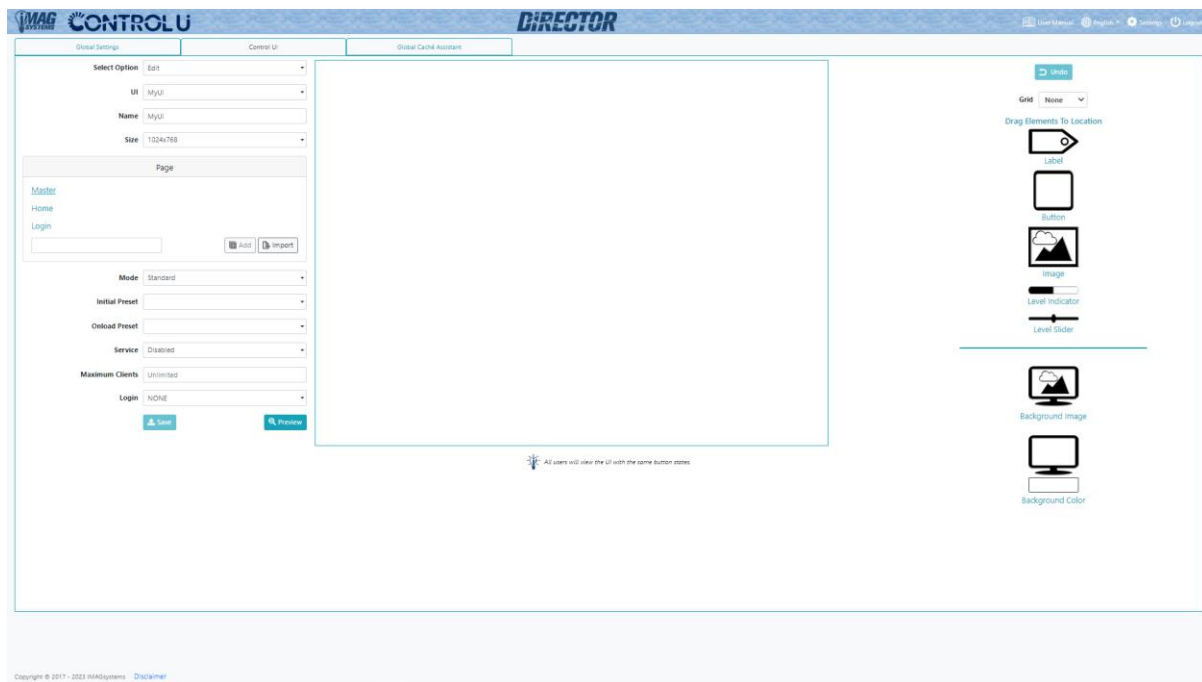 IMAG SYSTEMS CONTROL U DIRECTOR User Manual English Settings Logout
Global Settings Control UI Global Caché Assistant
Select Option Edit
UI MyUI
Name MyUI
Size 1024x768
Page
Master
Home
Login
Add Import
Mode Standard
Initial Preset
Onload Preset
Service Disabled
Maximum Clients Unlimited
Login NONE
Save Preview
All users will view the UI with the same button states.
Undo
Grid None
Drag Elements To Location
Label
Button
Image
Level Indicator
Level Slider
Background Image
Background Color
Copyright © 2017 - 2023 IMAGsystems Disclaimer